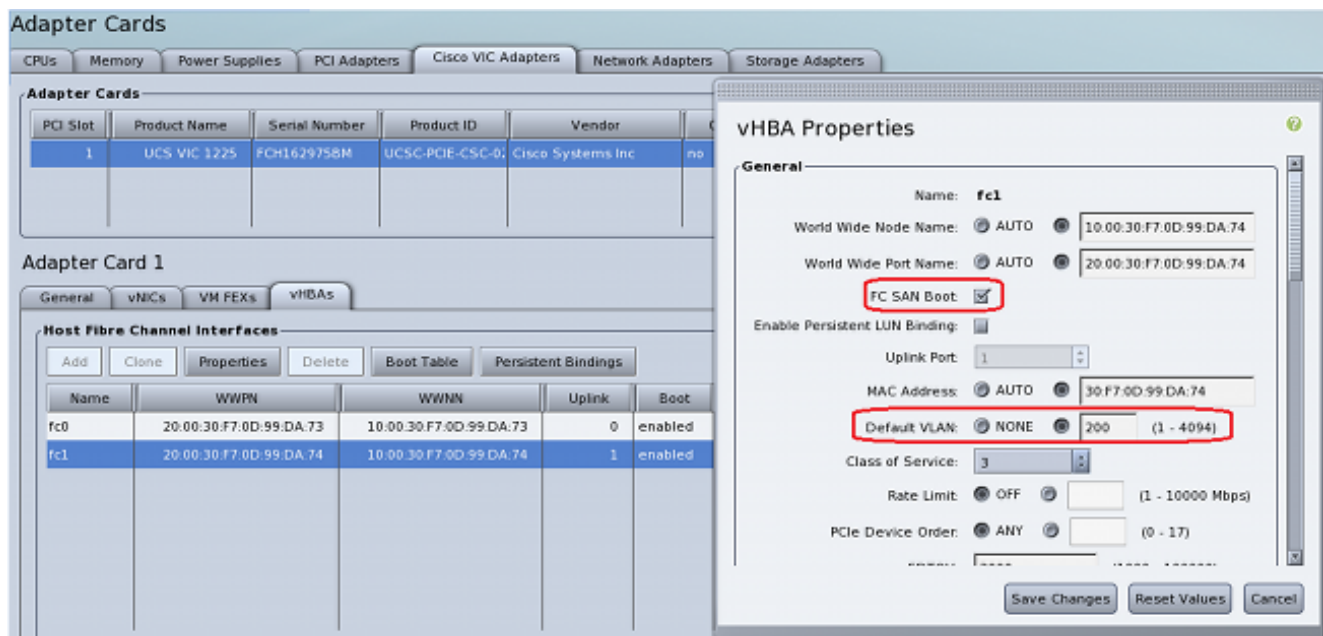 Adapter Cards
CPUs Memory Power Supplies PCI Adapters Cisco VIC Adapters Network Adapters Storage Adapters
Adapter Cards
PCI Slot Product Name Serial Number Product ID Vendor
1 UCS VIC 1225 FCH162975BM UCSC-PCIE-CSC-02 Cisco Systems Inc no
Adapter Card 1
General vNICs VM FEXs vHBAs
Host Fibre Channel Interfaces
Add Clone Properties Delete Boot Table Persistent Bindings
Name WWPN WWNN Uplink Boot
fc0 20:00:30:F7:0D:99:DA:73 10:00:30:F7:0D:99:DA:73 0 enabled
fc1 20:00:30:F7:0D:99:DA:74 10:00:30:F7:0D:99:DA:74 1 enabled
vHBA Properties
General
Name: fc1
World Wide Node Name: AUTO 10:00:30:F7:0D:99:DA:74
World Wide Port Name: AUTO 20:00:30:F7:0D:99:DA:74
FC SAN Boot:
Enable Persistent LUN Binding:
Uplink Port: 1
MAC Address: AUTO 30:F7:0D:99:DA:74
Default VLAN: NONE 200 (1 - 4094)
Class of Service: 3
Rate Limit: OFF (1 - 10000 Mbps)
PCIe Device Order: ANY (0 - 17)
Save Changes Reset Values Cancel